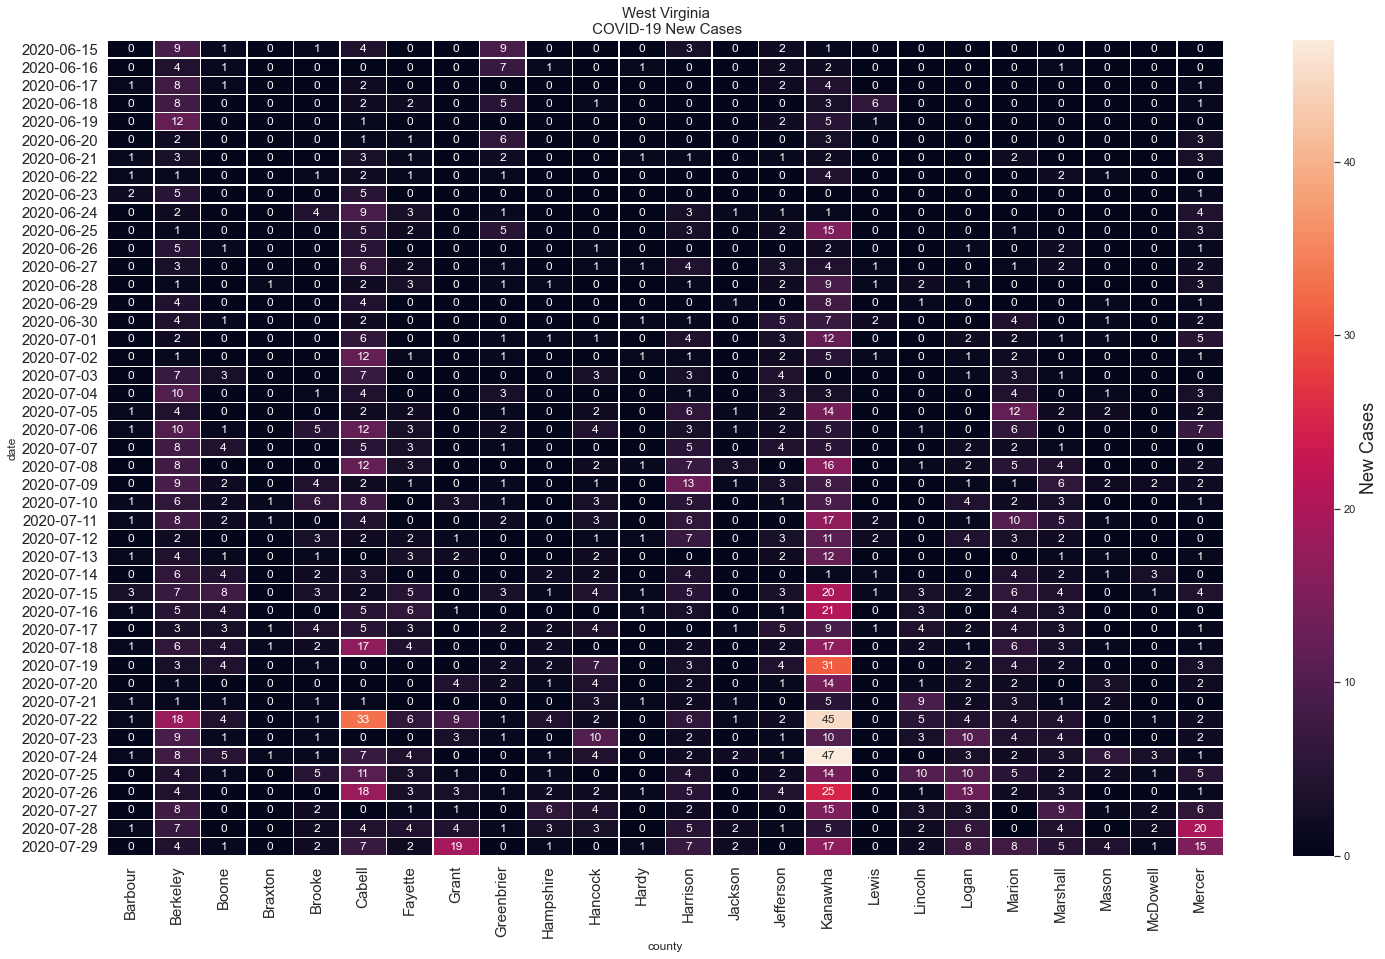 West Virginia
COVID-19 New Cases
2020-06-15 0 9 1 0 1 4 0 0 9 0 0 0 3 0 2 1 0 0 0 0 0 0 0 0
2020-06-16 0 4 1 0 0 0 0 0 7 1 0 1 0 0 2 2 0 0 0 0 1 0 0 0
2020-06-17 1 8 1 0 0 2 0 0 0 0 0 0 0 0 2 4 0 0 0 0 0 0 0 1
2020-06-18 0 8 0 0 0 2 2 0 5 0 1 0 0 0 0 3 6 0 0 0 0 0 0 1
2020-06-19 0 12 0 0 0 1 0 0 0 0 0 0 0 0 2 5 1 0 0 0 0 0 0 0
2020-06-20 0 2 0 0 0 1 1 0 6 0 0 0 0 0 0 3 0 0 0 0 0 0 0 3
2020-06-21 1 3 0 0 0 3 1 0 2 0 0 1 1 0 1 2 0 0 0 2 0 0 0 3
2020-06-22 1 1 0 0 1 2 1 0 1 0 0 0 0 0 0 4 0 0 0 0 2 1 0 0
2020-06-23 2 5 0 0 0 5 0 0 0 0 0 0 0 0 0 0 0 0 0 0 0 0 0 1
2020-06-24 0 2 0 0 4 9 3 0 1 0 0 0 3 1 1 1 0 0 0 0 0 0 0 4
2020-06-25 0 1 0 0 0 5 2 0 5 0 0 0 3 0 2 15 0 0 0 1 0 0 0 3
2020-06-26 0 5 1 0 0 5 0 0 0 0 1 0 0 0 0 2 0 0 1 0 2 0 0 1
2020-06-27 0 3 0 0 0 6 2 0 1 0 1 1 4 0 3 4 1 0 0 1 2 0 0 2
2020-06-28 0 1 0 1 0 2 3 0 1 1 0 0 1 0 2 9 1 2 1 0 0 0 0 3
2020-06-29 0 4 0 0 0 4 0 0 0 0 0 0 0 1 0 8 0 1 0 0 0 1 0 1
2020-06-30 0 4 1 0 0 2 0 0 0 0 0 1 1 0 5 7 2 0 0 4 0 1 0 2
2020-07-01 0 2 0 0 0 6 0 0 1 1 1 0 4 0 3 12 0 0 2 2 1 1 0 5
2020-07-02 0 1 0 0 0 12 1 0 1 0 0 1 1 0 2 5 1 0 1 2 0 0 0 1
2020-07-03 0 7 3 0 0 7 0 0 0 0 3 0 3 0 4 0 0 0 1 3 1 0 0 0
2020-07-04 0 10 0 0 1 4 0 0 3 0 0 0 1 0 3 3 0 0 0 4 0 1 0 3
2020-07-05 1 4 0 0 0 2 2 0 1 0 2 0 6 1 2 14 0 0 0 12 2 2 0 2
2020-07-06 1 10 1 0 5 12 3 0 2 0 4 0 3 1 2 5 0 1 0 6 0 0 0 7
2020-07-07 0 8 4 0 0 5 3 0 1 0 0 0 5 0 4 5 0 0 2 2 1 0 0 0
2020-07-08 0 8 0 0 0 12 3 0 0 0 2 1 7 3 0 16 0 1 2 5 4 0 0 2
2020-07-09 0 9 2 0 4 2 1 0 1 0 1 0 13 1 3 8 0 0 1 1 6 2 2 2
2020-07-10 1 6 2 1 6 8 0 3 1 0 3 0 5 0 1 9 0 0 4 2 3 0 0 1
2020-07-11 1 8 2 1 0 4 0 0 2 0 3 0 6 0 0 17 2 0 1 10 5 1 0 0
2020-07-12 0 2 0 0 3 2 2 1 0 0 1 1 7 0 3 11 2 0 4 3 2 0 0 0
2020-07-13 1 4 1 0 1 0 3 2 0 0 2 0 0 0 2 12 0 0 0 0 1 1 0 1
2020-07-14 0 6 4 0 2 3 0 0 0 2 2 0 4 0 0 1 1 0 0 4 2 1 3 0
2020-07-15 3 7 8 0 3 2 5 0 3 1 4 1 5 0 3 20 1 3 2 6 4 0 1 4
2020-07-16 1 5 4 0 0 5 6 1 0 0 0 1 3 0 1 21 0 3 0 4 3 0 0 0
2020-07-17 0 3 3 1 4 5 3 0 2 2 4 0 0 1 5 9 1 4 2 4 3 0 0 1
2020-07-18 1 6 4 1 2 17 4 0 0 2 0 0 2 0 2 17 0 2 1 6 3 1 0 1
2020-07-19 0 3 4 0 1 0 0 0 2 2 7 0 3 0 4 31 0 0 2 4 2 0 0 3
2020-07-20 0 1 0 0 0 0 0 4 2 1 4 0 2 0 1 14 0 1 2 2 0 3 0 2
2020-07-21 1 1 1 0 1 1 0 0 0 0 3 1 2 1 0 5 0 9 2 3 1 2 0 0
2020-07-22 1 18 4 0 1 33 6 9 1 4 2 0 6 1 2 45 0 5 4 4 4 0 1 2
2020-07-23 0 9 1 0 1 0 0 3 0 1 10 0 2 0 1 10 0 3 10 4 4 0 0 2
2020-07-24 1 8 5 1 1 7 4 0 0 1 4 0 2 2 1 47 0 0 3 2 3 6 3 1
2020-07-25 0 4 1 0 5 11 3 1 0 1 0 0 4 0 2 14 0 10 10 5 2 2 1 5
2020-07-26 0 4 0 0 0 18 3 3 1 2 2 1 5 0 4 25 0 1 13 2 3 0 0 1
2020-07-27 0 8 0 0 2 0 1 1 0 6 4 0 2 0 0 15 0 3 3 0 9 1 2 6
2020-07-28 1 7 0 0 2 4 4 4 1 3 3 0 5 2 1 5 0 2 6 0 4 0 2 20
2020-07-29 0 4 1 0 2 7 2 19 0 1 0 1 7 2 0 17 0 2 8 8 5 4 1 15
Barbour Berkeley Boone Braxton Brooke Cabell Fayette Grant Greenbrier Hampshire Hancock Hardy Harrison Jackson Jefferson Kanawha Lewis Lincoln Logan Marion Marshall Mason McDowell Mercer
county
date
40
30
20
10
0
New Cases